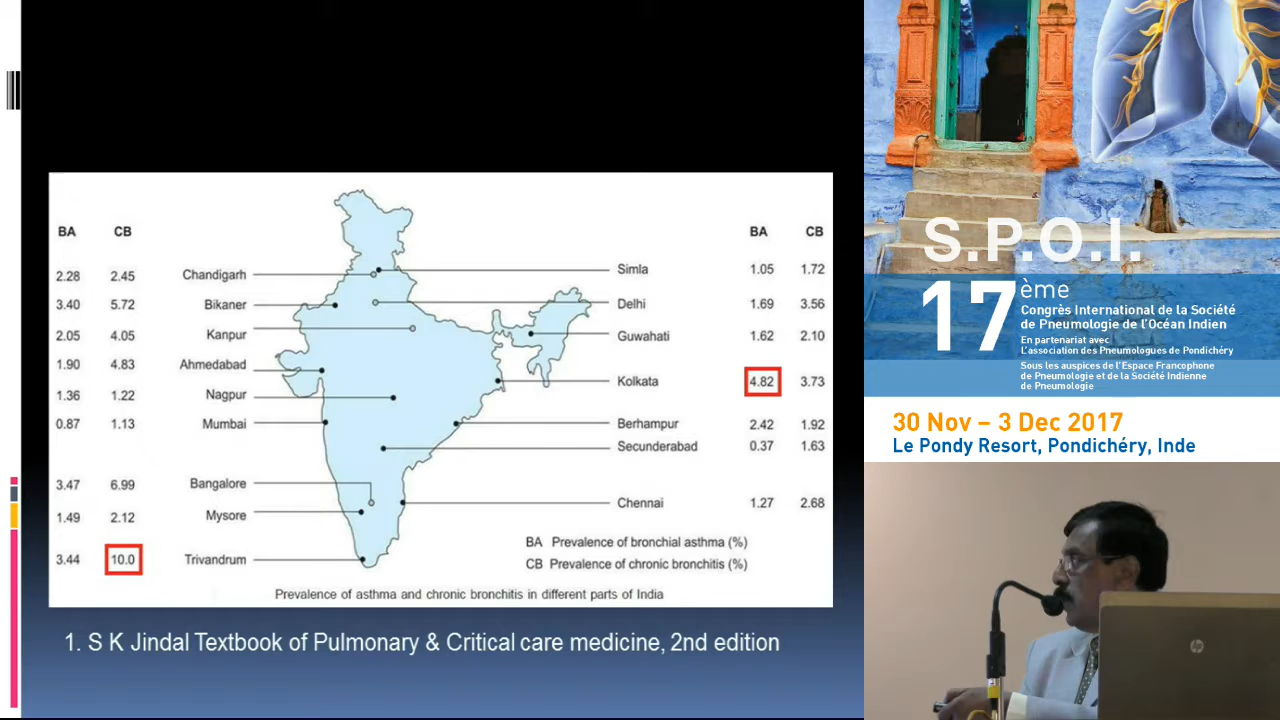 BA CB
2.28 2.45 Chandigarh
3.40 5.72 Bikaner
2.05 4.05 Kanpur
1.90 4.83 Ahmedabad
1.36 1.22 Nagpur
0.87 1.13 Mumbai
3.47 6.99 Bangalore
1.49 2.12 Mysore
3.44 10.0 Trivandrum
BA CB
Simla 1.05 1.72
Delhi 1.69 3.56
Guwahati 1.62 2.10
Kolkata 4.82 3.73
Berhampur 2.42 1.92
Secunderabad 0.37 1.63
Chennai 1.27 2.68
BA Prevalence of bronchial asthma (%)
CB Prevalence of chronic bronchitis (%)
Prevalence of asthma and chronic bronchitis in different parts of India
1. S K Jindal Textbook of Pulmonary & Critical care medicine, 2nd edition
S.P.O.I.
17ème
Congrès International de la Société
de Pneumologie de l'Océan Indien
En partenariat avec
L'association des Pneumologues de Pondichéry
Sous les auspices de l'Espace Francophone
de Pneumologie et de la Société Indienne
de Pneumologie
30 Nov – 3 Dec 2017
Le Pondy Resort, Pondichéry, Inde
hp